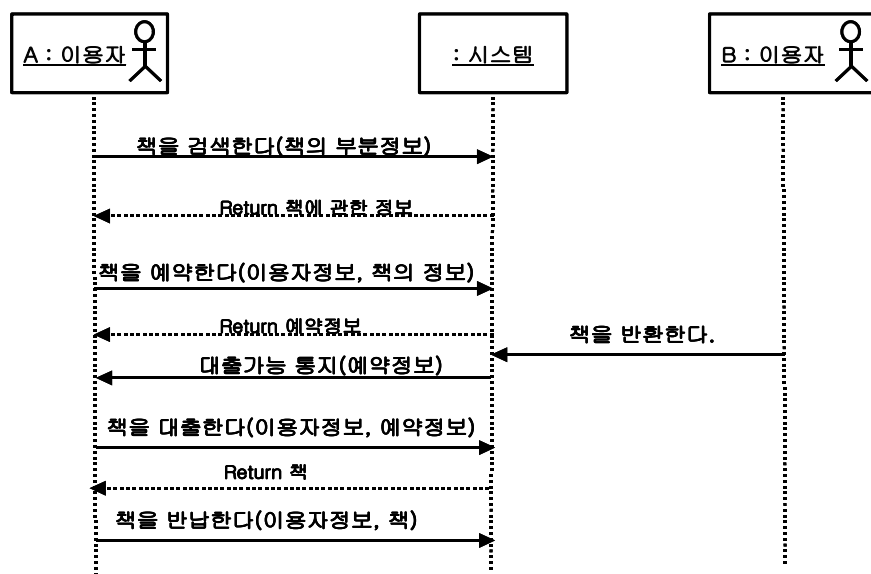 A : 이용자
: 시스템
B : 이용자
책을 검색한다(책의 부분정보)
Return 책에 관한 정보
책을 예약한다(이용자정보, 책의 정보)
Return 예약정보
책을 반환한다.
대출가능 통지(예약정보)
책을 대출한다(이용자정보, 예약정보)
Return 책
책을 반납한다(이용자정보, 책)